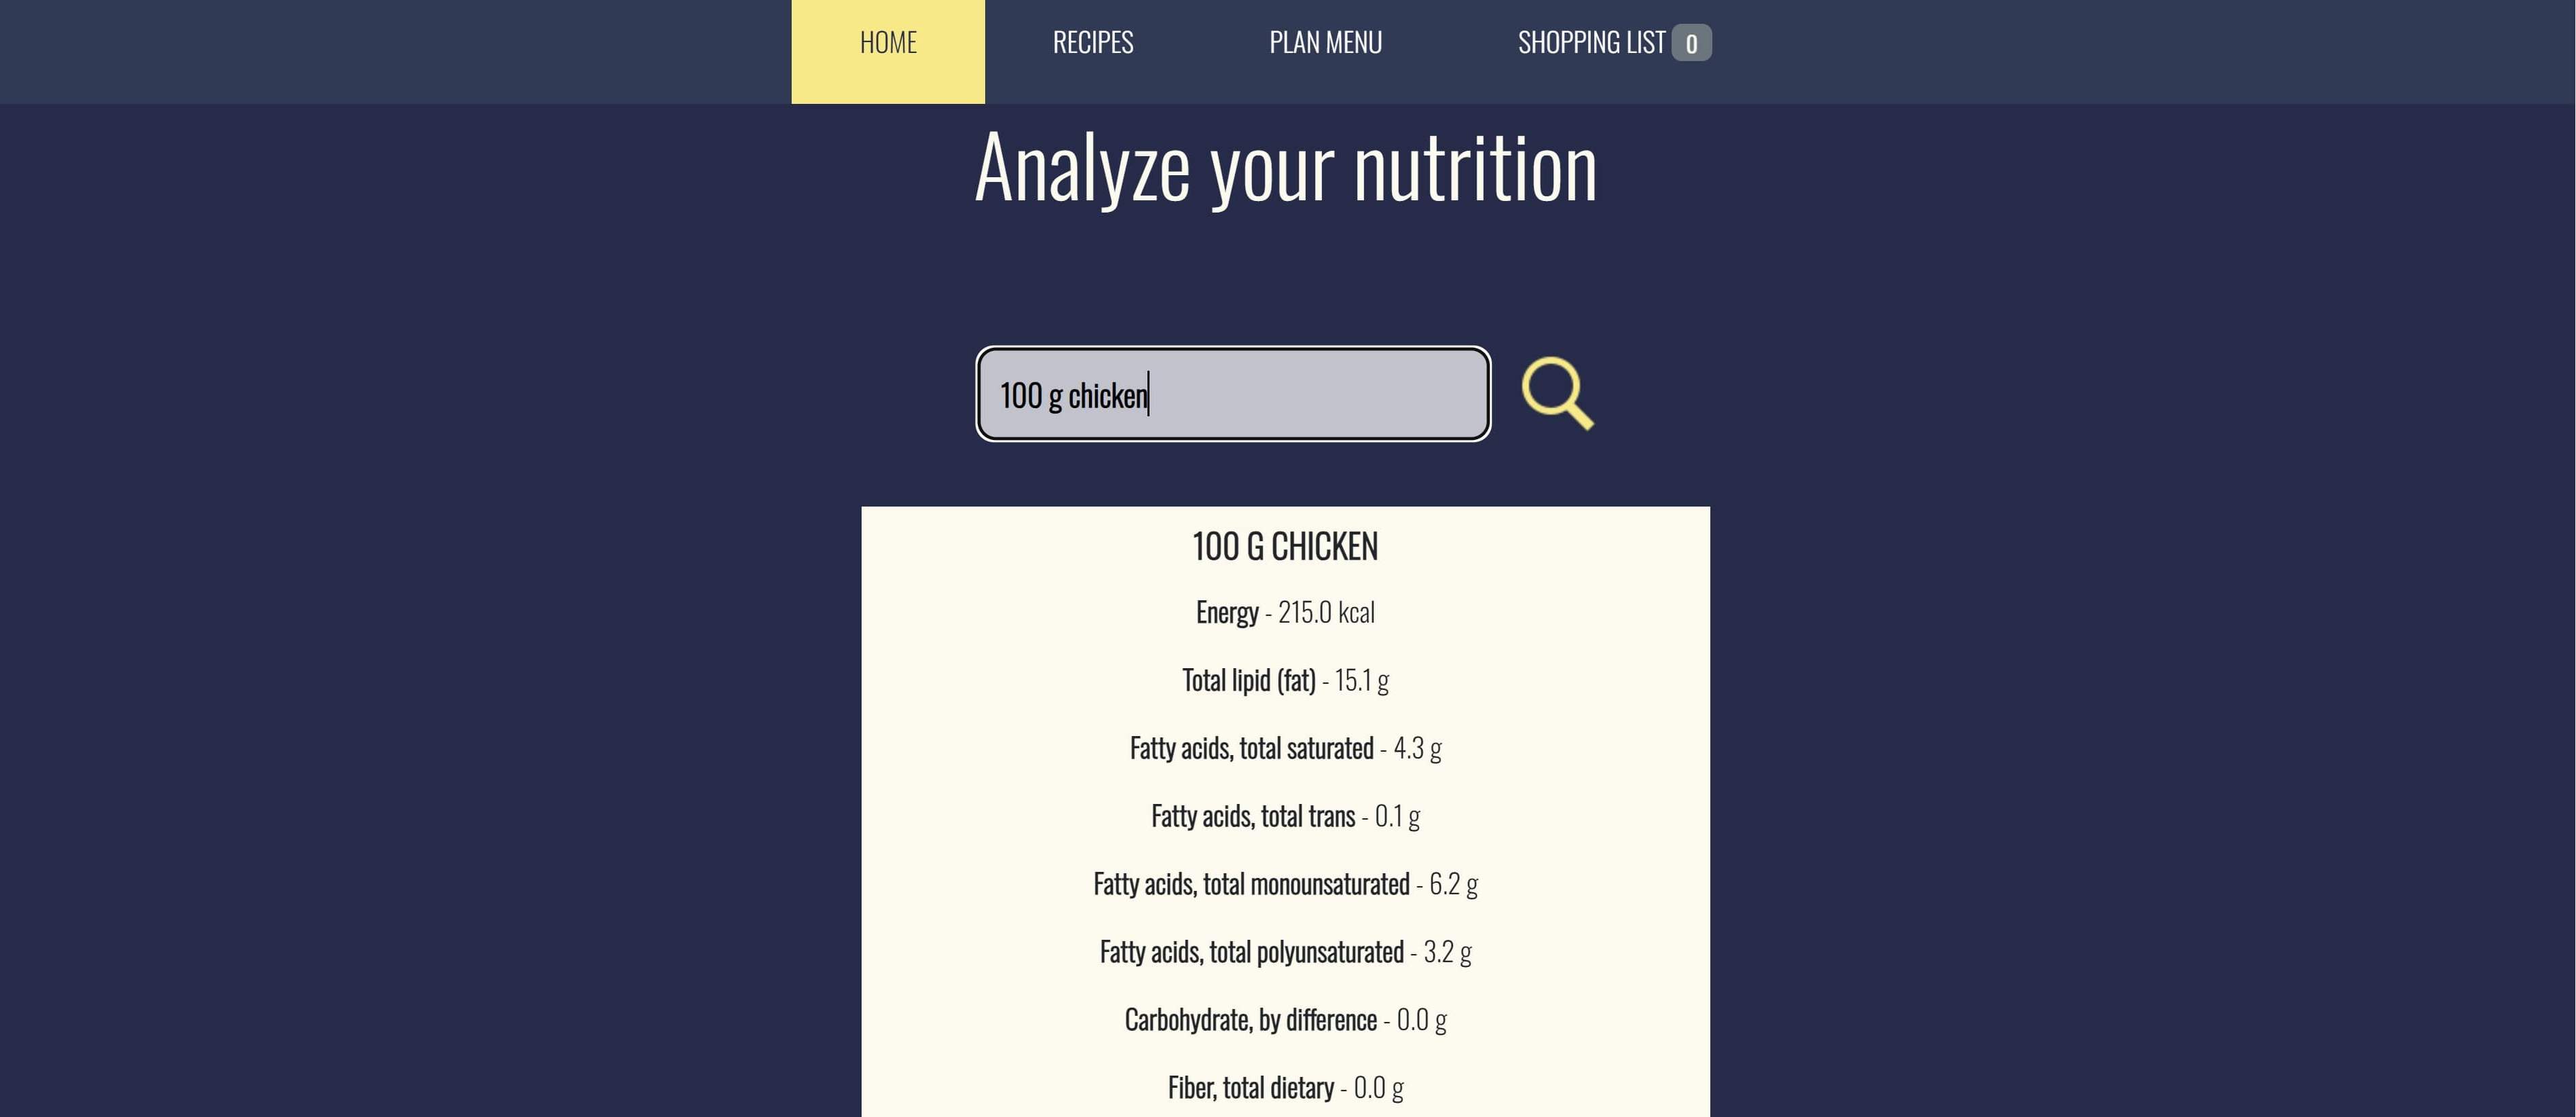 HOME RECIPES PLAN MENU SHOPPING LIST 0
Analyze your nutrition
100 g chicken
100 G CHICKEN
Energy - 215.0 kcal
Total lipid (fat) - 15.1 g
Fatty acids, total saturated - 4.3 g
Fatty acids, total trans - 0.1 g
Fatty acids, total monounsaturated - 6.2 g
Fatty acids, total polyunsaturated - 3.2 g
Carbohydrate, by difference - 0.0 g
Fiber, total dietary - 0.0 g